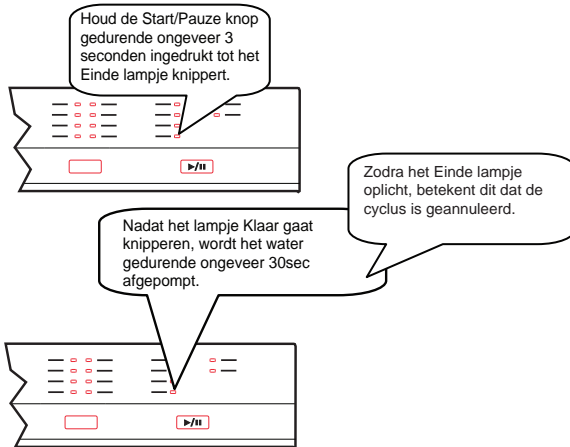 Houd de Start/Pauze knop
gedurende ongeveer 3
seconden ingedrukt tot het
Einde lampje knippert.
Zodra het Einde lampje
oplicht, betekent dit dat de
cyclus is geannuleerd.
Nadat het lampje Klaar gaat
knipperen, wordt het water
gedurende ongeveer 30sec
afgepompt.